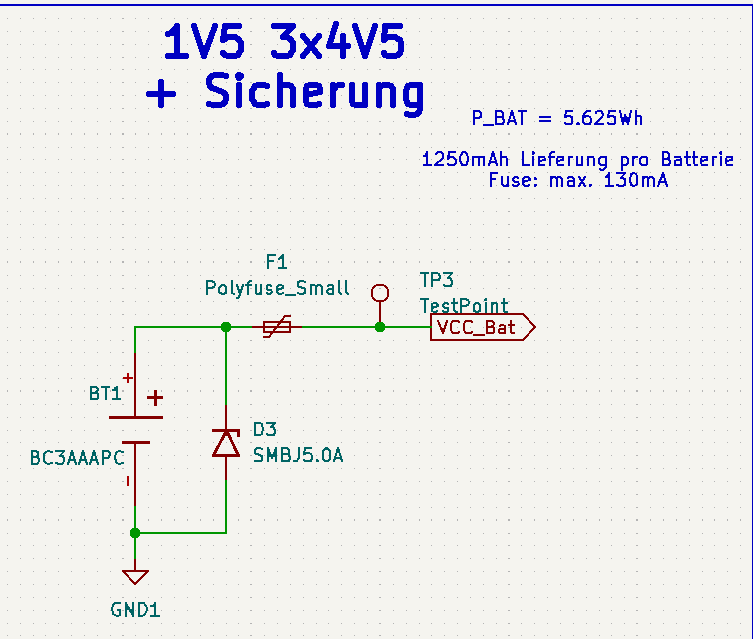 1V5 3x4V5
+ Sicherung
P_BAT = 5.625Wh
1250mAh Lieferung pro Batterie
Fuse: max. 130mA
F1
Polyfuse_Small
TP3
TestPoint
VCC_Bat
+
BT1
+
D3
SMBJ5.0A
BC3AAAPC
-
GND1